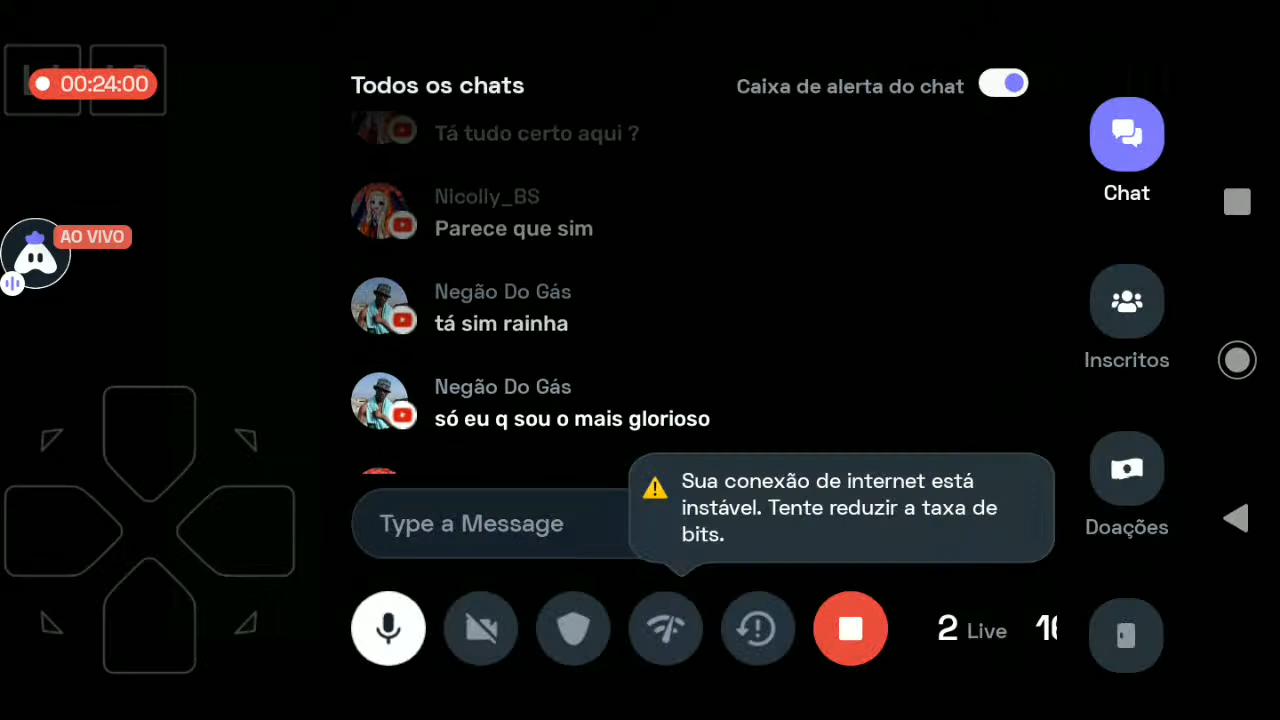 00:24:00
Todos os chats
Caixa de alerta do chat
Tá tudo certo aqui ?
Nicolly_BS
Parece que sim
Chat
AO VIVO
Negão Do Gás
tá sim rainha
Inscritos
Negão Do Gás
só eu q sou o mais glorioso
Sua conexão de internet está
instável. Tente reduzir a taxa de
bits.
Type a Message
Doações
2 Live